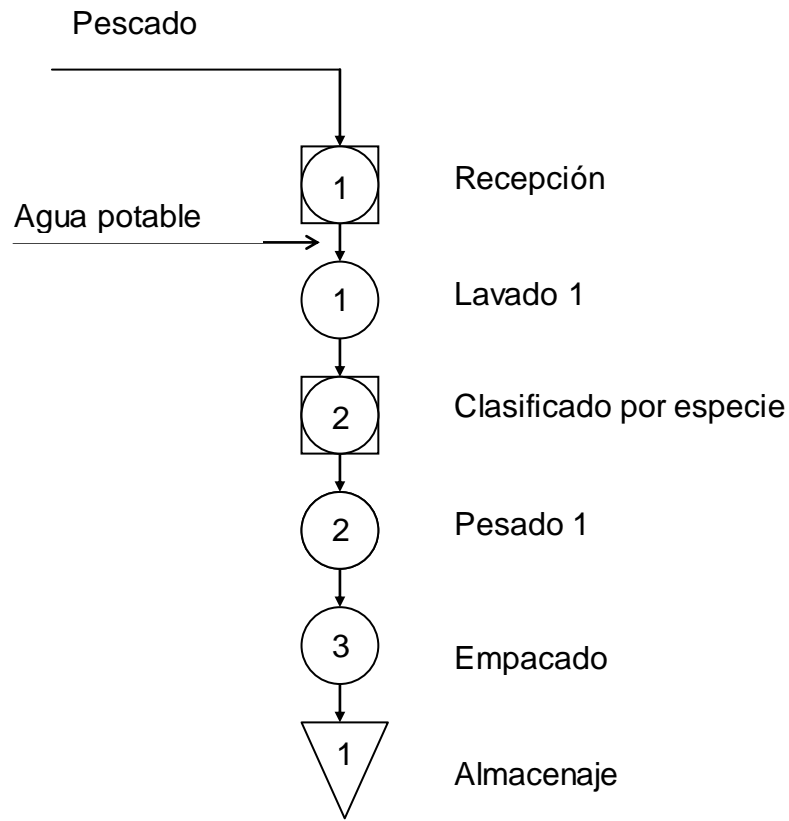 Pescado
1
Recepción
Agua potable
1
Lavado 1
2
Clasificado por especie
2
Pesado 1
3
Empacado
1
Almacenaje